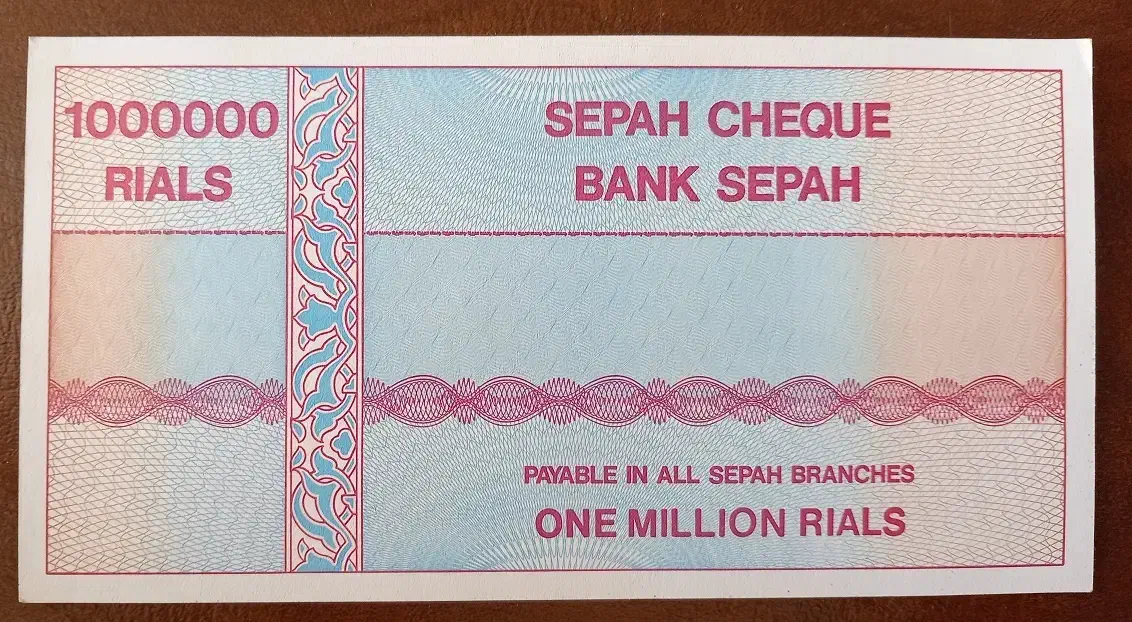 1000000
RIALS
SEPAH CHEQUE
BANK SEPAH
PAYABLE IN ALL SEPAH BRANCHES
ONE MILLION RIALS